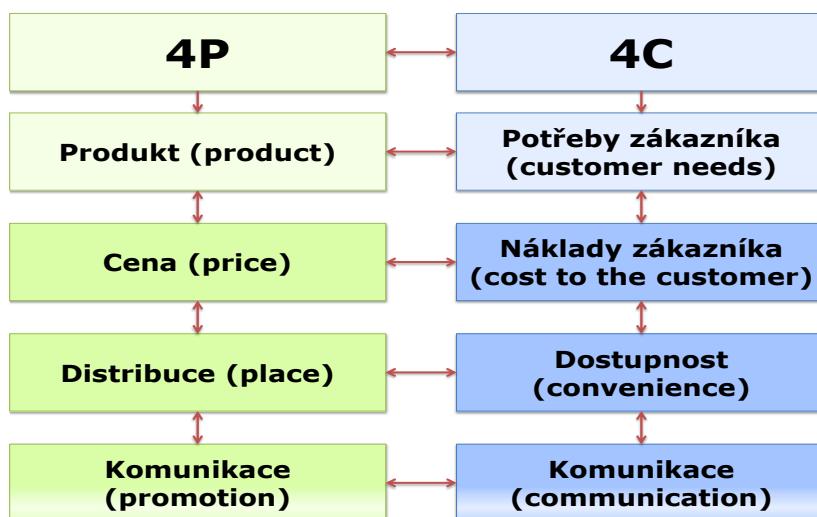 4P
4C
Produkt (product)
Potřeby zákazníka
(customer needs)
Cena (price)
Náklady zákazníka
(cost to the customer)
Distribuce (place)
Dostupnost
(convenience)
Komunikace
(promotion)
Komunikace
(communication)